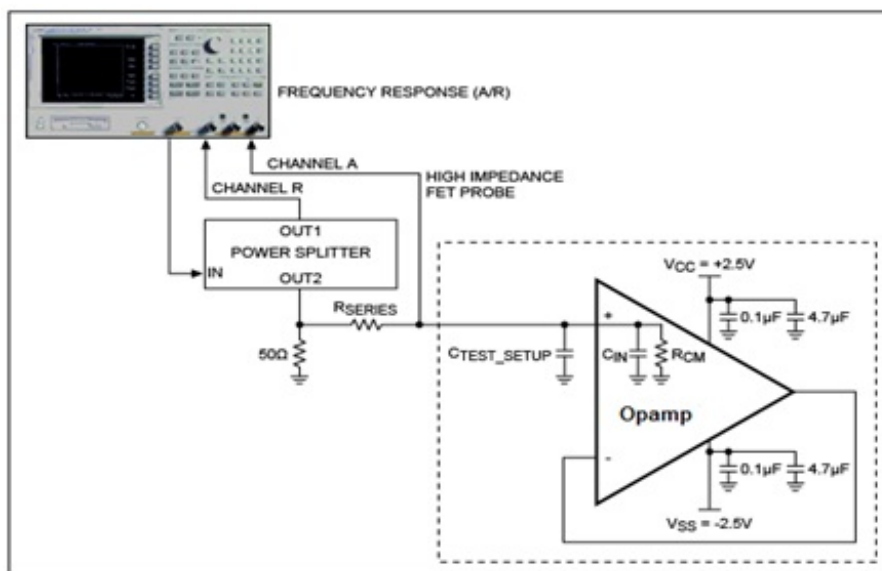 FREQUENCY RESPONSE (A/R)
CHANNEL A
HIGH IMPEDANCE
FET PROBE
CHANNEL R
OUT1
POWER SPLITTER
IN
OUT2
RSERIES
50Ω
VCC = +2.5V
0.1µF
4.7µF
+
CTEST_SETUP
CIN
RCM
Opamp
-
0.1µF
4.7µF
VSS = -2.5V